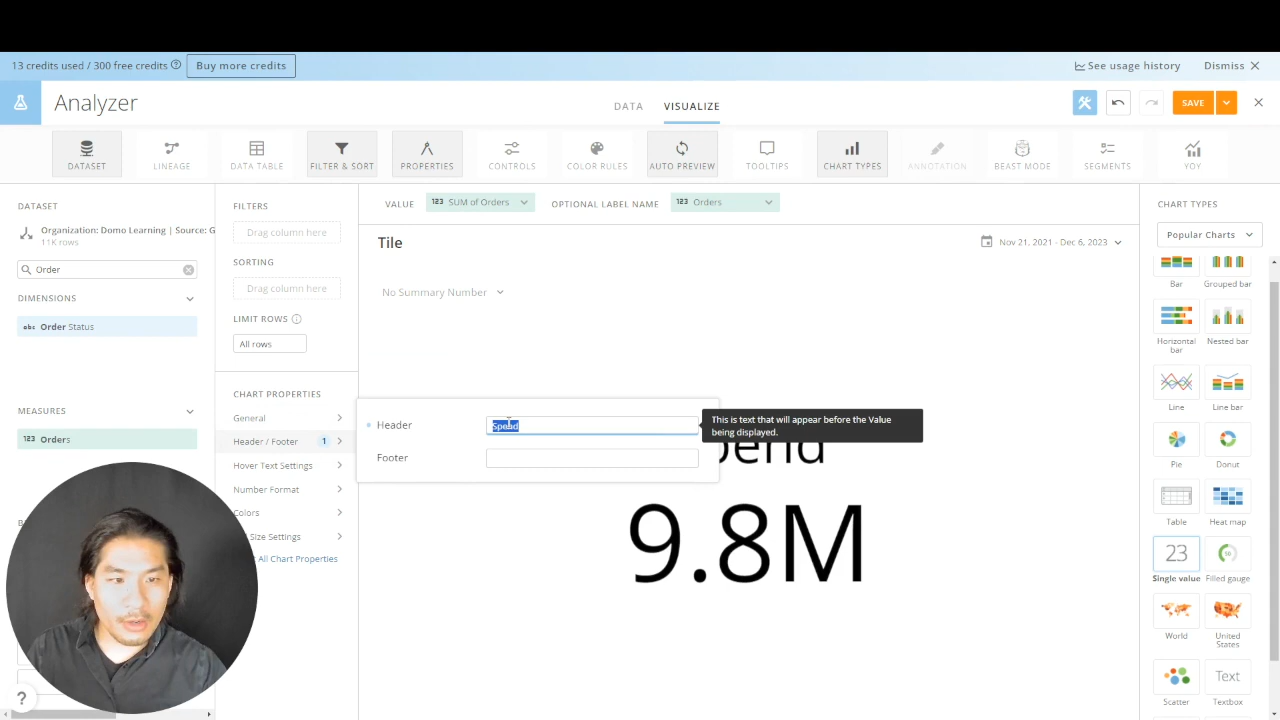 13 credits used / 300 free credits
Buy more credits
See usage history
Dismiss
Analyzer
DATA
VISUALIZE
SAVE
DATASET
LINEAGE
DATA TABLE
FILTER & SORT
PROPERTIES
CONTROLS
COLOR RULES
AUTO PREVIEW
TOOLTIPS
CHART TYPES
ANNOTATION
BEAST MODE
SEGMENTS
YOY
DATASET
Organization: Domo Learning | Source: G
11K rows
Order
DIMENSIONS
abc Order Status
MEASURES
123 Orders
FILTERS
Drag column here
SORTING
Drag column here
LIMIT ROWS
All rows
CHART PROPERTIES
General
Header / Footer 1
Hover Text Settings
Number Format
Colors
Size Settings
All Chart Properties
VALUE
123 SUM of Orders
OPTIONAL LABEL NAME
123 Orders
Tile
Nov 21, 2021 - Dec 6, 2023
No Summary Number
Header
Spend
Footer
This is text that will appear before the Value
being displayed.
pend
9.8M
CHART TYPES
Popular Charts
Bar
Grouped bar
Horizontal
bar
Nested bar
Line
Line bar
Pie
Donut
Table
Heat map
23
Single value
Filled gauge
World
United
States
Scatter
Text
Textbox
?